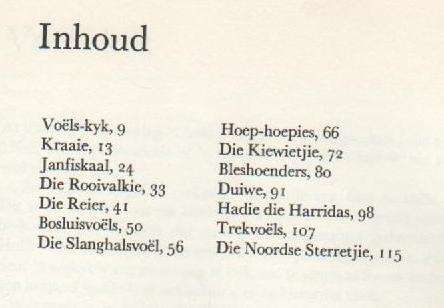 Inhoud
Voëls-kyk, 9
Kraaie, 13
Janfiskaal, 24
Die Rooivalkie, 33
Die Reier, 41
Bosluisvoëls, 50
Die Slanghalsvoël, 56
Hoep-hoepies, 66
Die Kiewietjie, 72
Bleshoenders, 80
Duiwe, 91
Hadie die Harridas, 98
Trekvoëls, 107
Die Noordse Sterretjie, 115